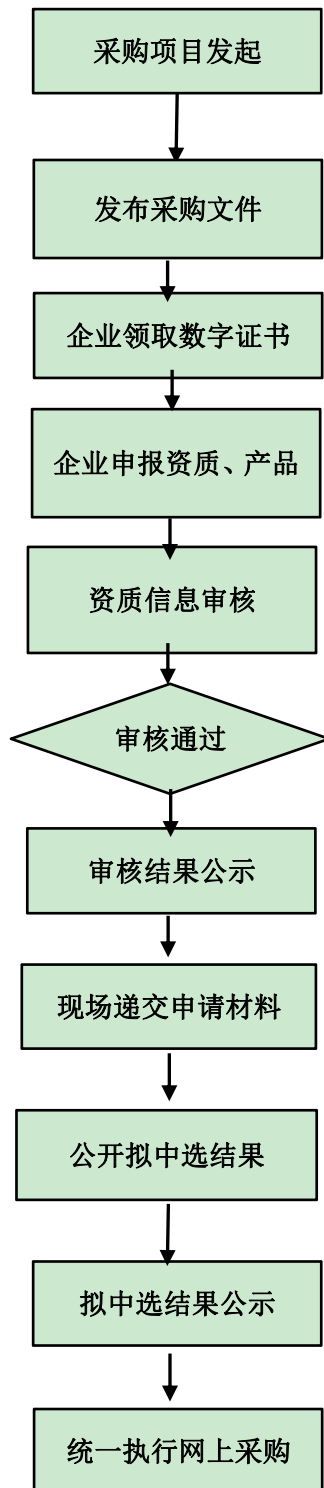 采购项目发起
发布采购文件
企业领取数字证书
企业申报资质、产品
资质信息审核
审核通过
审核结果公示
现场递交申请材料
公开拟中选结果
拟中选结果公示
统一执行网上采购